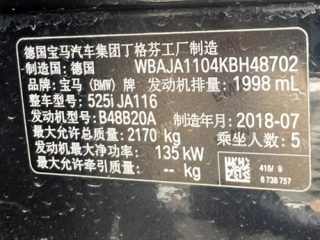 德国宝马汽车集团丁格芬工厂制造
制造国：德国 WBAJA1104KBH48702
品牌：宝马（BMW）牌 发动机排量：1998 mL
整车型号：525i JA116
发动机型号：B48B20A 制造年月：2018-07
最大允许总质量：2170 kg 乘坐人数：5
发动机最大净功率：135 kW
最大允许牵引质量：— kg
416/ 9
8 738 757